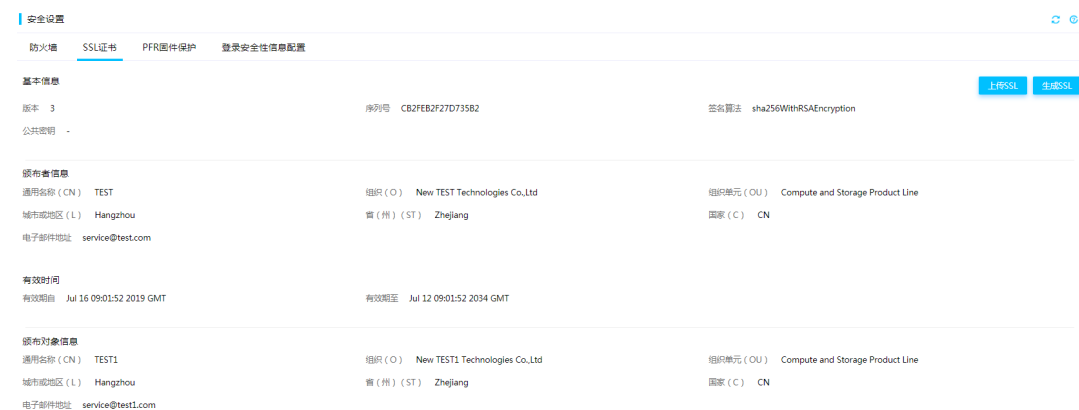 安全设置
防火墙 SSL证书 PFR固件保护 登录安全性信息配置
基本信息 上传SSL 生成SSL
版本 3 序列号 CB2FEB2F27D735B2 签名算法 sha256WithRSAEncryption
公共密钥 -
颁布者信息
通用名称 ( CN ) TEST 组织 ( O ) New TEST Technologies Co.,Ltd 组织单元 ( OU ) Compute and Storage Product Line
城市或地区 ( L ) Hangzhou 省 ( 州 ) ( ST ) Zhejiang 国家 ( C ) CN
电子邮件地址 service@test.com
有效时间
有效期自 Jul 16 09:01:52 2019 GMT 有效期至 Jul 12 09:01:52 2034 GMT
颁布对象信息
通用名称 ( CN ) TEST1 组织 ( O ) New TEST1 Technologies Co.,Ltd 组织单元 ( OU ) Compute and Storage Product Line
城市或地区 ( L ) Hangzhou 省 ( 州 ) ( ST ) Zhejiang 国家 ( C ) CN
电子邮件地址 service@test1.com